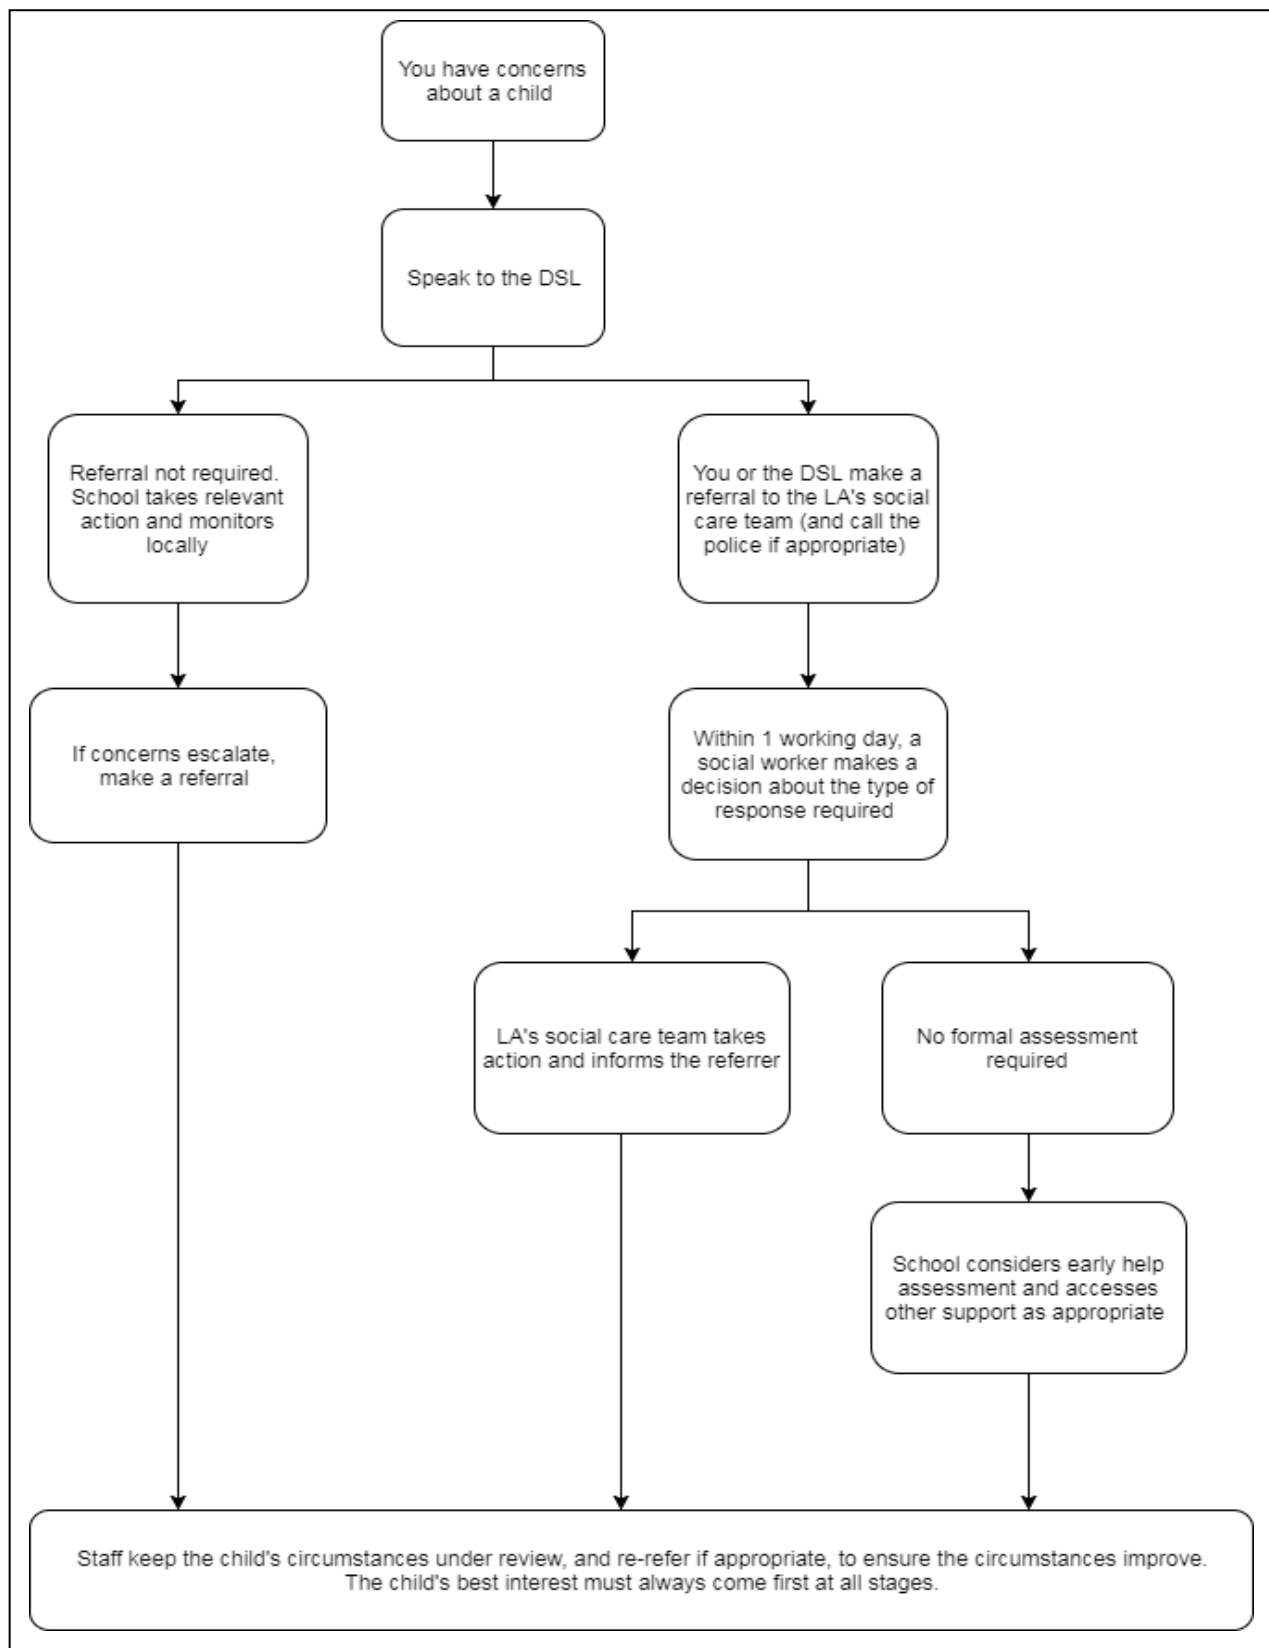 You have concerns
about a child
Speak to the DSL
Referral not required.
School takes relevant
action and monitors
locally
You or the DSL make a
referral to the LA's social
care team (and call the
police if appropriate)
If concerns escalate,
make a referral
Within 1 working day, a
social worker makes a
decision about the type of
response required
LA's social care team takes
action and informs the referrer
No formal assessment
required
School considers early help
assessment and accesses
other support as appropriate
Staff keep the child's circumstances under review, and re-refer if appropriate, to ensure the circumstances improve.
The child's best interest must always come first at all stages.